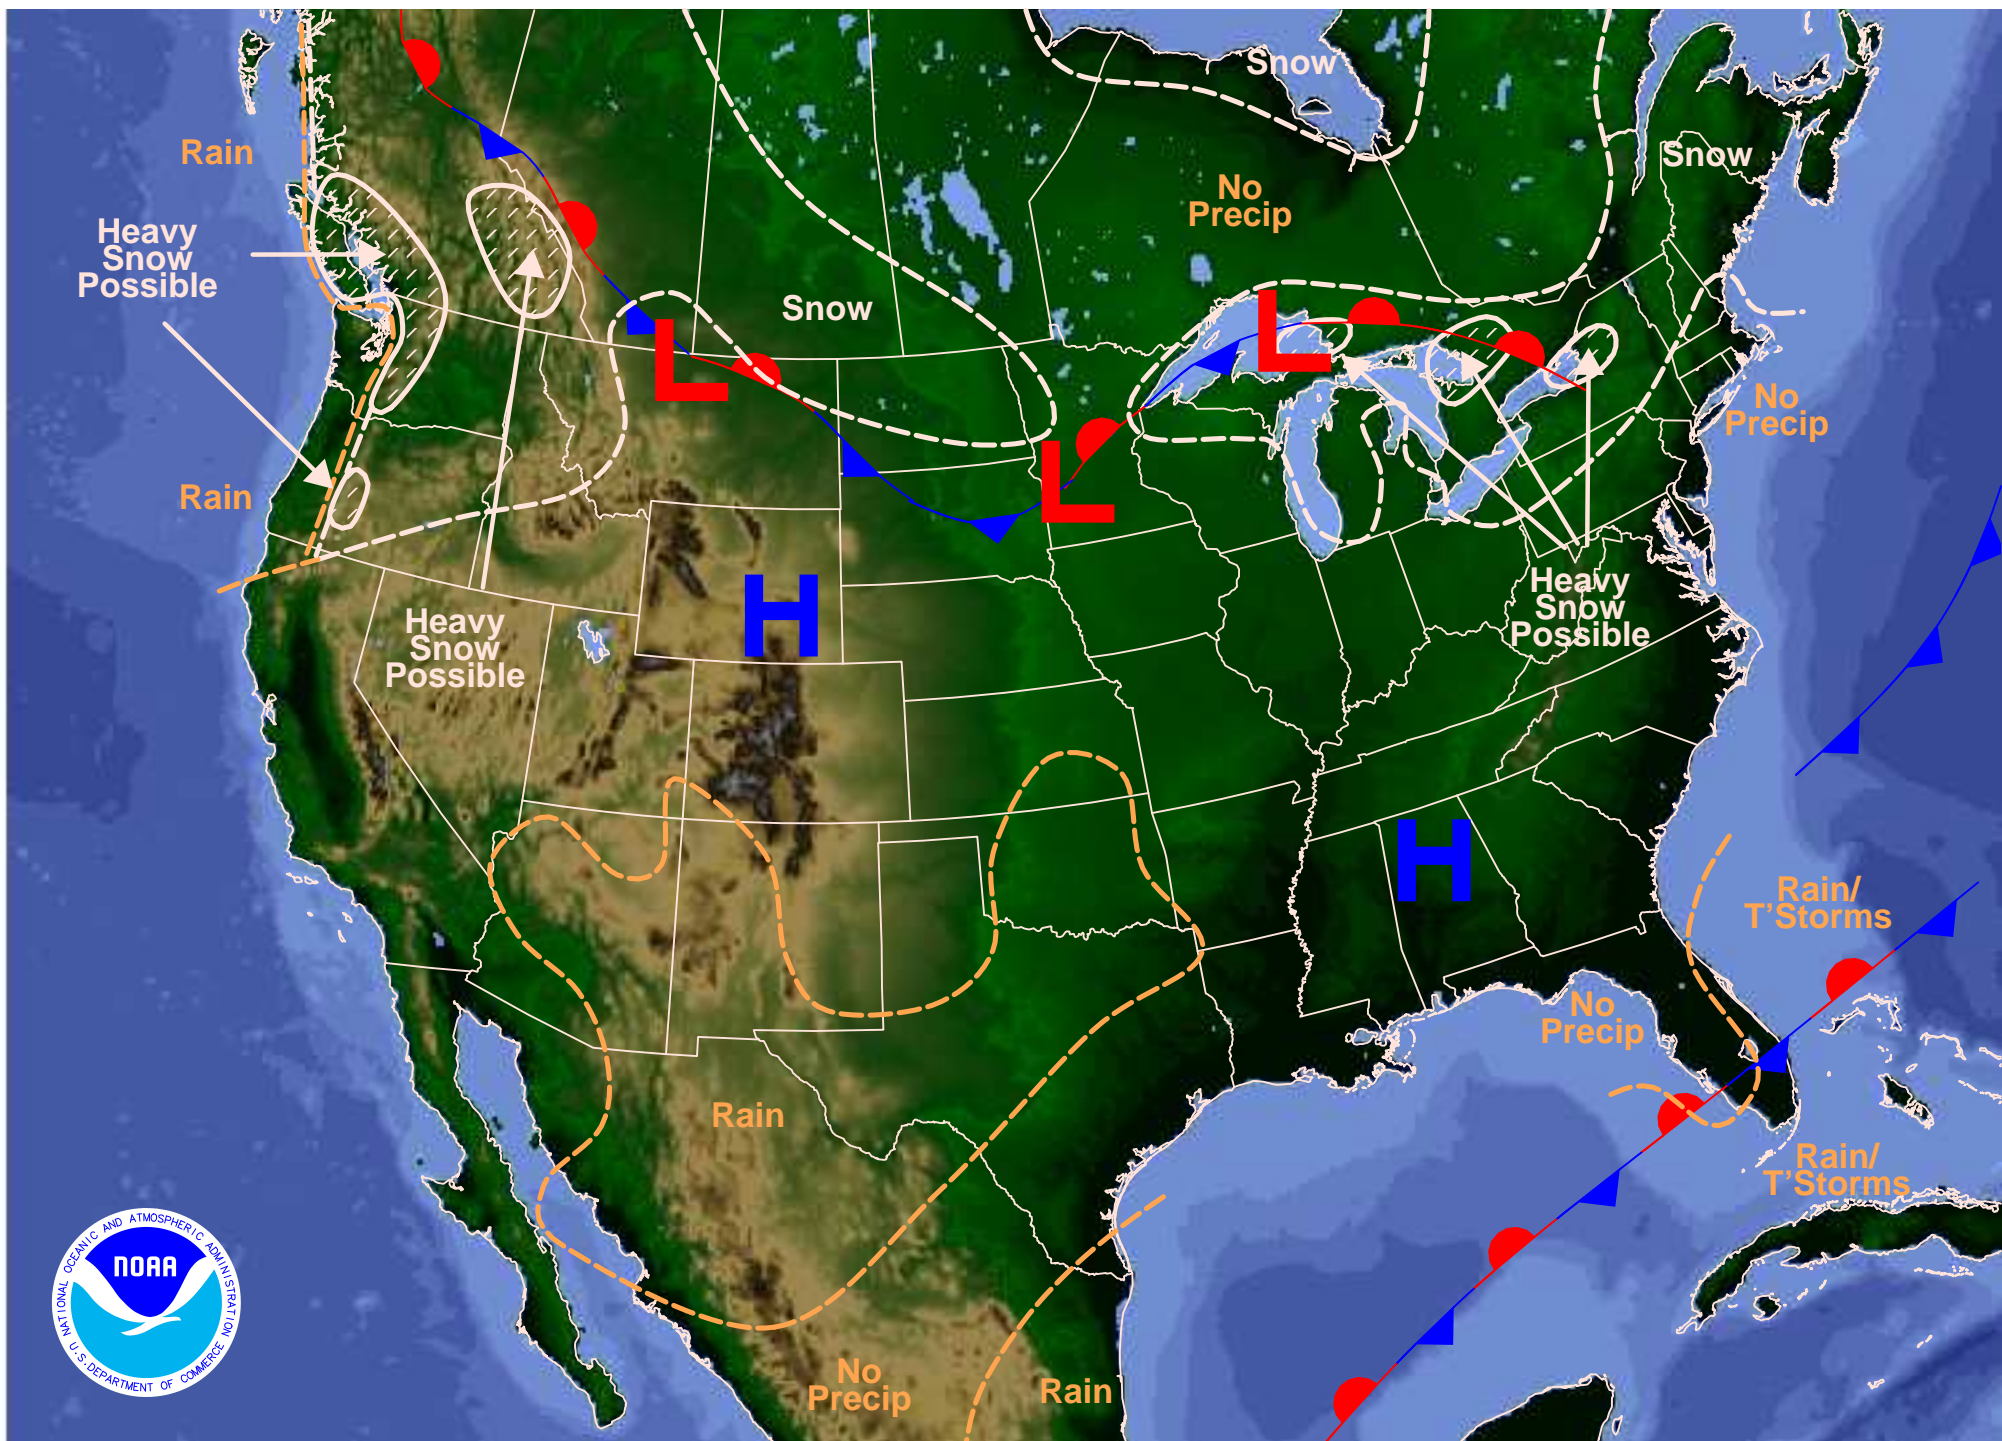 Snow
Rain
Snow
No
Precip
Heavy
Snow
Possible
Snow
No
Precip
Rain
Heavy
Snow
Possible
Heavy
Snow
Possible
L
L
L
H
H
Rain/
T'Storms
No
Precip
Rain
Rain/
T'Storms
No
Precip
Rain
NATIONAL OCEANIC AND ATMOSPHERIC ADMINISTRATION
NOAA
U.S. DEPARTMENT OF COMMERCE